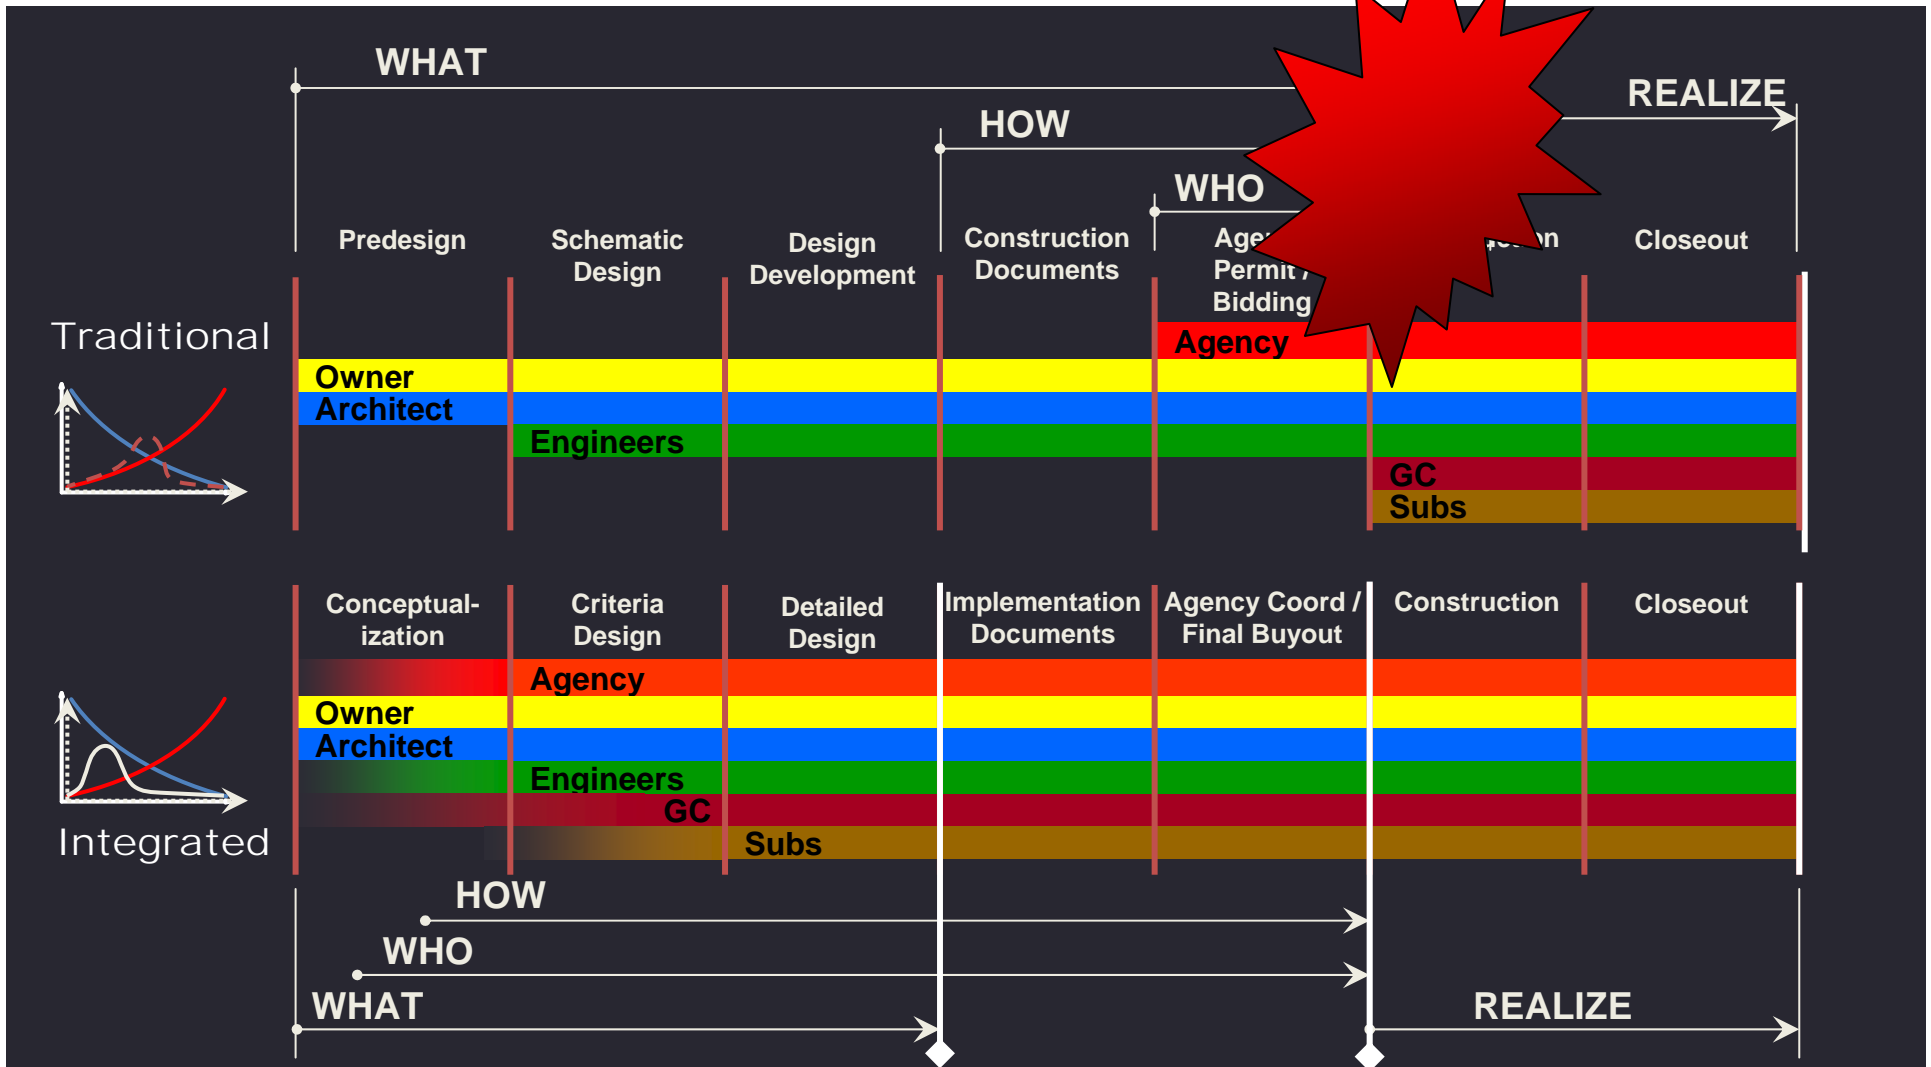 WHAT
REALIZE
HOW
WHO
Predesign
Schematic
Design
Design
Development
Construction
Documents
Permit /
Bidding
Closeout
Traditional
Agency
Owner
Architect
Engineers
GC
Subs
Conceptual-
ization
Criteria
Design
Detailed
Design
Implementation
Documents
Agency Coord /
Final Buyout
Construction
Closeout
Agency
Owner
Architect
Engineers
GC
Subs
Integrated
HOW
WHO
WHAT
REALIZE